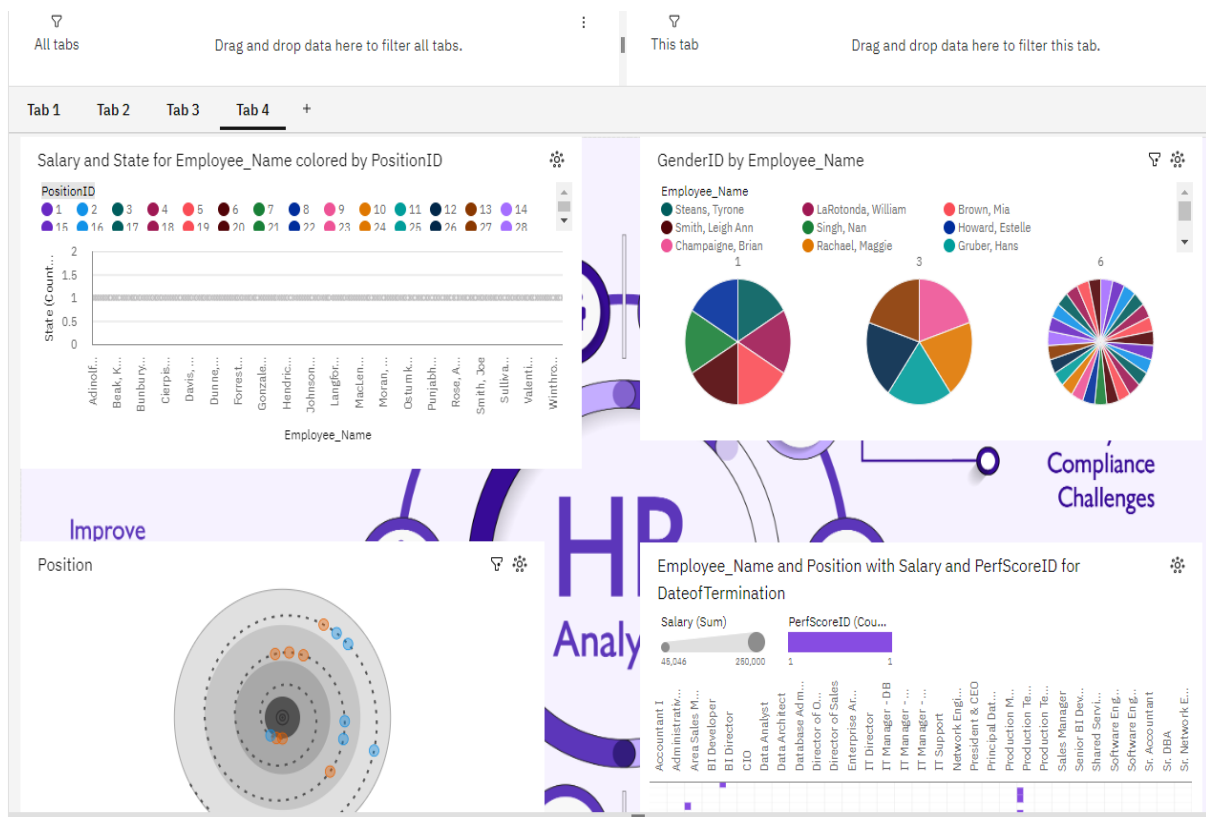 All tabs
Drag and drop data here to filter all tabs.
This tab
Drag and drop data here to filter this tab.
Tab 1 Tab 2 Tab 3 Tab 4 +
Salary and State for Employee_Name colored by PositionID
PositionID
1 2 3 4 5 6 7 8 9 10 11 12 13 14
15 16 17 18 19 20 21 22 23 24 25 26 27 28
State (Count...
2
1.5
1
0.5
0
Adinolf...
Beak, K...
Bunbury...
Cierpis...
Davis,...
Dunne,...
Forrest...
Gonzale...
Hendric...
Johnson...
Langfor...
MacLen...
Moran,...
Ostumk...
Punjabh...
Rose, A...
Smith, Joe
Sulliva...
Valenti...
Winthro...
Employee_Name
GenderID by Employee_Name
Employee_Name
Steans, Tyrone LaRotonda, William Brown, Mia
Smith, Leigh Ann Singh, Nan Howard, Estelle
Champaigne, Brian Rachael, Maggie Gruber, Hans
1 3 6
Improve
HR
Analy
Compliance
Challenges
Position
Employee_Name and Position with Salary and PerfScoreID for
DateofTermination
Salary (Sum)
45,046 250,000
PerfScoreID (Cou...
1 1
Accountant I
Administrativ...
Area Sales M...
BI Developer
BI Director
CIO
Data Analyst
Data Architect
Database Adm...
Director of O...
Director of Sales
Enterprise Ar...
IT Director
IT Manager - DB
IT Manager - ...
IT Manager - ...
IT Support
Network Engi...
President & CEO
Principal Dat...
Production M...
Production Te...
Production Te...
Sales Manager
Senior BI Dev...
Shared Servi...
Software Eng...
Software Eng...
Sr. Accountant
Sr. DBA
Sr. Network E...